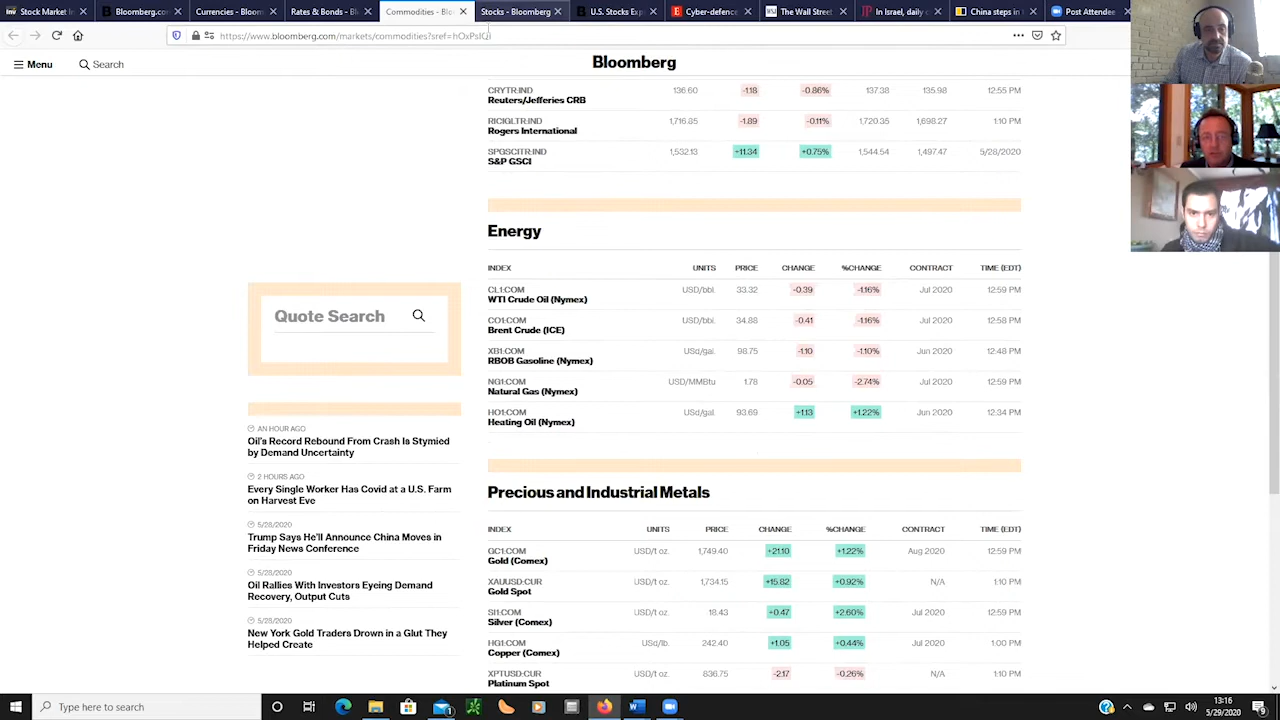 Stock Mark
Bloomberg
Currencies - Bloom
Rates & Bonds - Bl
Commodities - Bloo
Stocks - Bloomberg
U.S. Stocks Exp
Cyber-defence
The Wall Stre
In Israel, daily c
China steps i
Post Attendee
https://www.bloomberg.com/markets/commodities?sref=hOxPsIQi
Menu
Search
Bloomberg
CRYTR:IND 136.60 -1.18 -0.86% 137.38 135.98 12:55 PM
Reuters/Jefferies CRB
RICIGLTR:IND 1,716.85 -1.89 -0.11% 1,720.35 1,698.27 1:10 PM
Rogers International
SPGSCITR:IND 1,532.13 +11.34 +0.75% 1,544.54 1,497.47 5/28/2020
S&P GSCI
Energy
INDEX UNITS PRICE CHANGE %CHANGE CONTRACT TIME (EDT)
CL1:COM USD/bbl. 33.32 -0.39 -1.16% Jul 2020 12:59 PM
WTI Crude Oil (Nymex)
CO1:COM USD/bbl. 34.88 -0.41 -1.16% Jul 2020 12:58 PM
Brent Crude (ICE)
XB1:COM USd/gal. 98.75 -1.10 -1.10% Jun 2020 12:48 PM
RBOB Gasoline (Nymex)
NG1:COM USD/MMBtu 1.78 -0.05 -2.74% Jul 2020 12:59 PM
Natural Gas (Nymex)
HO1:COM USd/gal. 93.69 +1.13 +1.22% Jun 2020 12:34 PM
Heating Oil (Nymex)
Precious and Industrial Metals
INDEX UNITS PRICE CHANGE %CHANGE CONTRACT TIME (EDT)
GC1:COM USD/t oz. 1,749.40 +21.10 +1.22% Aug 2020 12:59 PM
Gold (Comex)
XAUUSD:CUR USD/t oz. 1,734.15 +15.82 +0.92% N/A 1:10 PM
Gold Spot
SI1:COM USD/t oz. 18.43 +0.47 +2.60% Jul 2020 12:59 PM
Silver (Comex)
HG1:COM USd/lb. 242.40 +1.05 +0.44% Jul 2020 1:00 PM
Copper (Comex)
XPTUSD:CUR USD/t oz. 836.75 -2.17 -0.26% N/A 1:10 PM
Platinum Spot
Quote Search
AN HOUR AGO
Oil's Record Rebound From Crash Is Stymied
by Demand Uncertainty
2 HOURS AGO
Every Single Worker Has Covid at a U.S. Farm
on Harvest Eve
5/28/2020
Trump Says He'll Announce China Moves in
Friday News Conference
5/28/2020
Oil Rallies With Investors Eyeing Demand
Recovery, Output Cuts
5/28/2020
New York Gold Traders Drown in a Glut They
Helped Create
Type here to search
13:16
5/29/2020